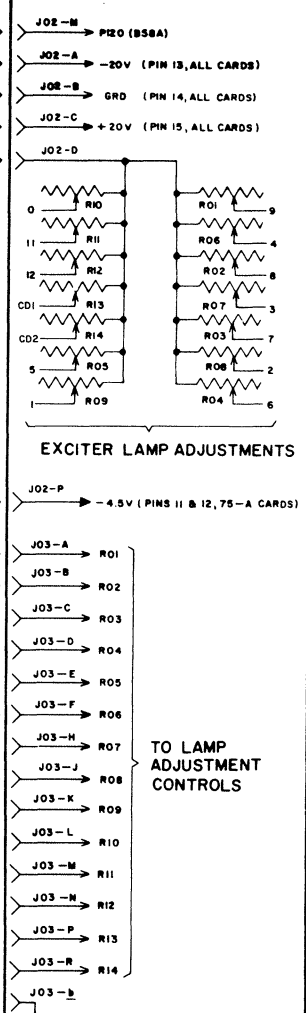 J02-M
P120 (B58A)
J02-A
-20V (PIN 13, ALL CARDS)
J02-B
GRD (PIN 14, ALL CARDS)
J02-C
+20V (PIN 15, ALL CARDS)
J02-D
0 R10 R01 9
11 R11 R06 4
12 R12 R02 8
CD1 R13 R07 3
CD2 R14 R03 7
5 R05 R08 2
1 R09 R04 6
EXCITER LAMP ADJUSTMENTS
J02-P
-4.5V (PINS 11 & 12, 75-A CARDS)
J03-A
R01
J03-B
R02
J03-C
R03
J03-D
R04
J03-E
R05
J03-F
R06
J03-H
R07
J03-J
R08
J03-K
R09
J03-L
R10
J03-M
R11
J03-N
R12
J03-P
R13
J03-R
R14
TO LAMP
ADJUSTMENT
CONTROLS
J03-b